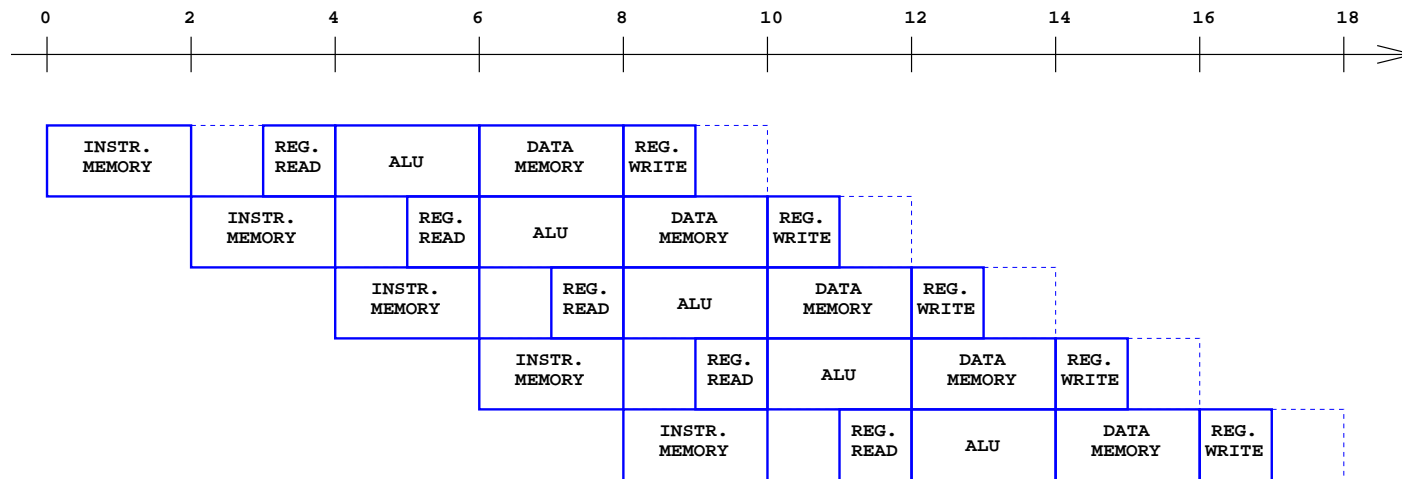 0 2 4 6 8 10 12 14 16 18
INSTR. REG. DATA REG.
MEMORY READ ALU MEMORY WRITE
INSTR. REG. DATA REG.
MEMORY READ ALU MEMORY WRITE
INSTR. REG. DATA REG.
MEMORY READ ALU MEMORY WRITE
INSTR. REG. DATA REG.
MEMORY READ ALU MEMORY WRITE
INSTR. REG. DATA REG.
MEMORY READ ALU MEMORY WRITE